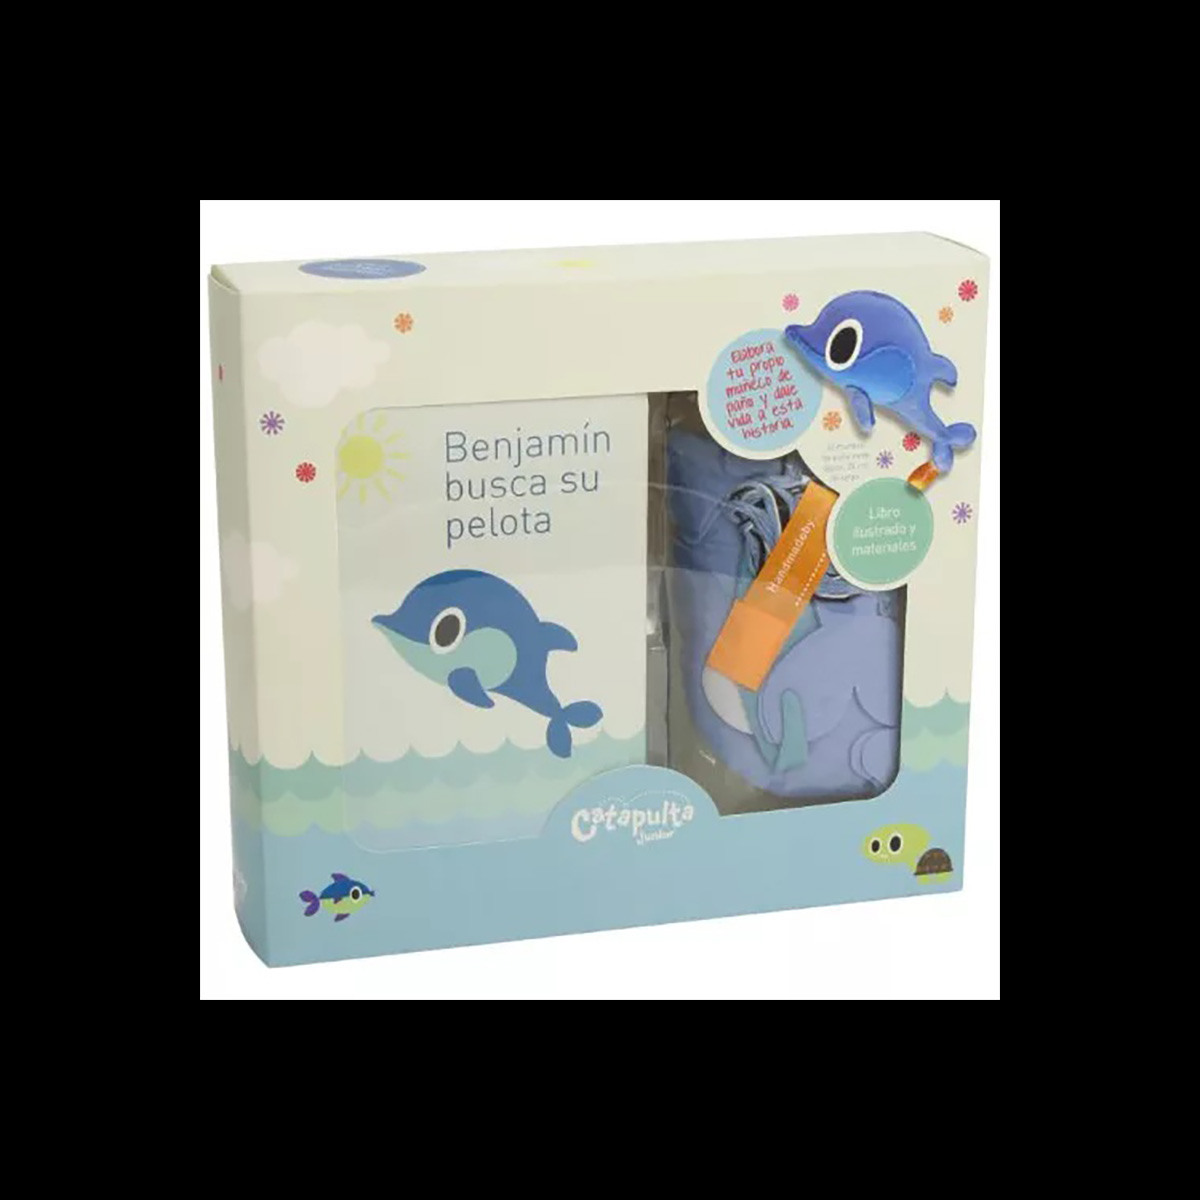 Elabora
tu propio
muñeco de
paño y dale
vida a esta
historia.
Benjamín
busca su
pelota
Libro
ilustrado y
materiales
Handmadeby
Catapulta
Junior